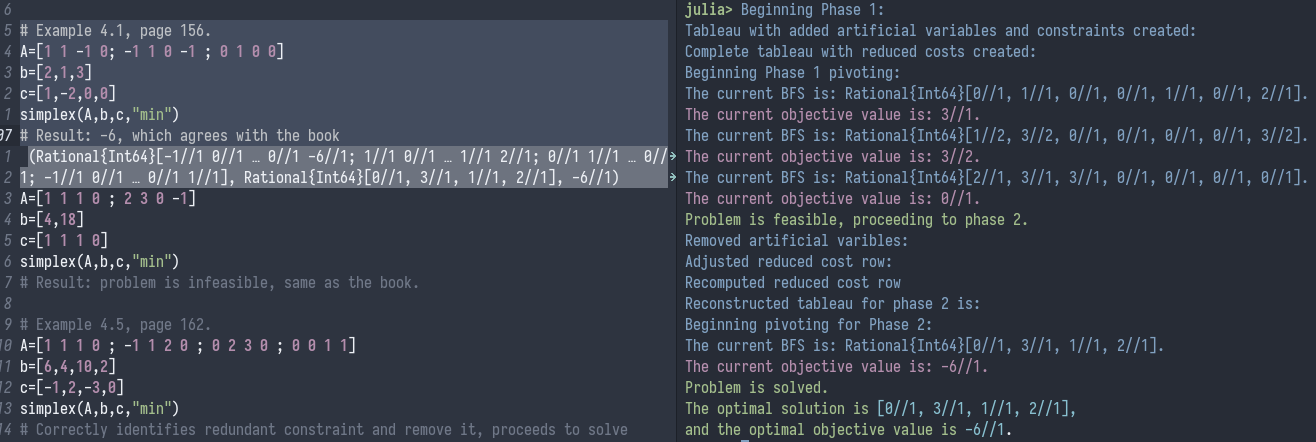 6
5 # Example 4.1, page 156.
4 A=[1 1 -1 0; -1 1 0 -1 ; 0 1 0 0]
3 b=[2,1,3]
2 c=[1,-2,0,0]
1 simplex(A,b,c,"min")
07 # Result: -6, which agrees with the book
1 (Rational{Int64}[-1//1 0//1 … 0//1 -6//1; 1//1 0//1 … 1//1 2//1; 0//1 1//1 … 0//
2 1; -1//1 0//1 … 0//1 1//1], Rational{Int64}[0//1, 3//1, 1//1, 2//1], -6//1)
3 A=[1 1 1 0 ; 2 3 0 -1]
4 b=[4,18]
5 c=[1 1 1 0]
6 simplex(A,b,c,"min")
7 # Result: problem is infeasible, same as the book.
8
9 # Example 4.5, page 162.
10 A=[1 1 1 0 ; -1 1 2 0 ; 0 2 3 0 ; 0 0 1 1]
11 b=[6,4,10,2]
12 c=[-1,2,-3,0]
13 simplex(A,b,c,"min")
14 # Correctly identifies redundant constraint and remove it, proceeds to solve
julia> Beginning Phase 1:
Tableau with added artificial variables and constraints created:
Complete tableau with reduced costs created:
Beginning Phase 1 pivoting:
The current BFS is: Rational{Int64}[0//1, 1//1, 0//1, 0//1, 1//1, 0//1, 2//1].
The current objective value is: 3//1.
The current BFS is: Rational{Int64}[1//2, 3//2, 0//1, 0//1, 0//1, 0//1, 3//2].
The current objective value is: 3//2.
The current BFS is: Rational{Int64}[2//1, 3//1, 3//1, 0//1, 0//1, 0//1, 0//1].
The current objective value is: 0//1.
Problem is feasible, proceeding to phase 2.
Removed artificial varibles:
Adjusted reduced cost row:
Recomputed reduced cost row
Reconstructed tableau for phase 2 is:
Beginning pivoting for Phase 2:
The current BFS is: Rational{Int64}[0//1, 3//1, 1//1, 2//1].
The current objective value is: -6//1.
Problem is solved.
The optimal solution is [0//1, 3//1, 1//1, 2//1],
and the optimal objective value is -6//1.